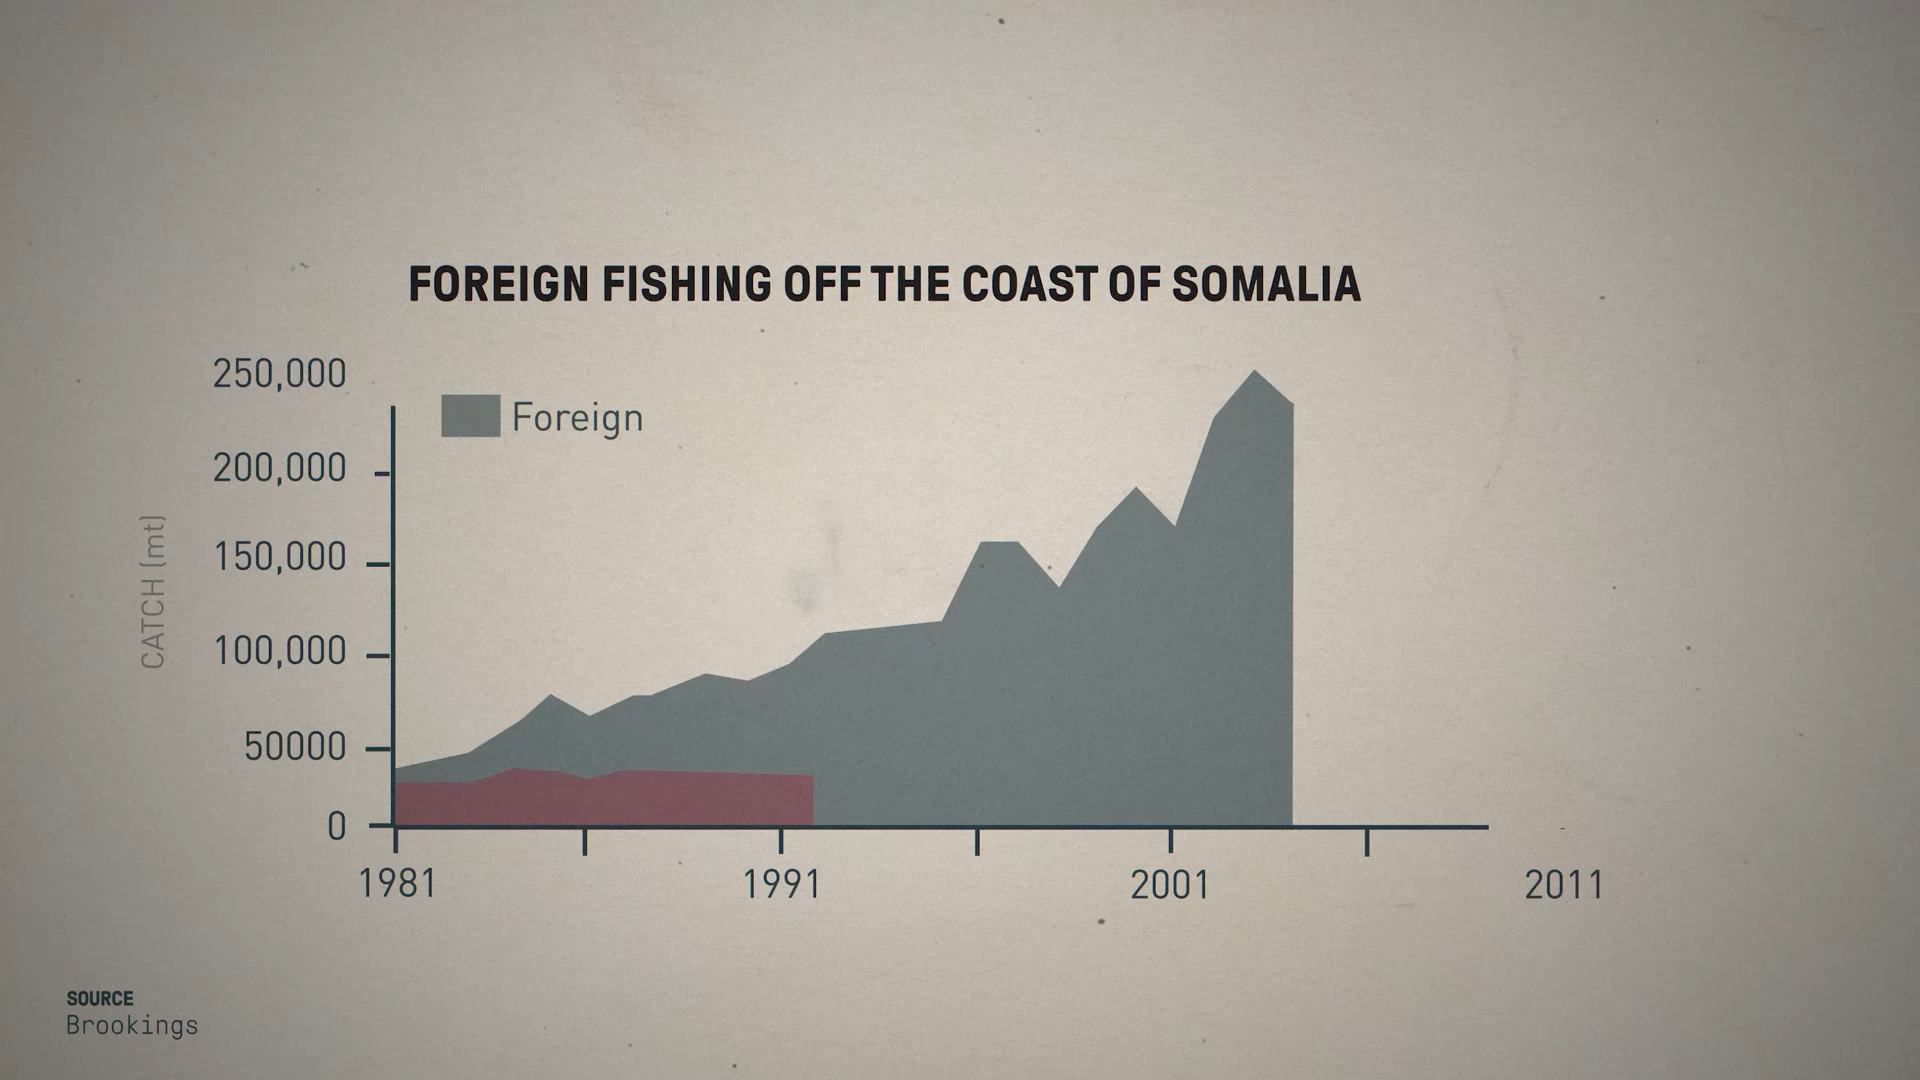 FOREIGN FISHING OFF THE COAST OF SOMALIA
250,000
Foreign
200,000
150,000
CATCH (mt)
100,000
50000
0
1981
1991
2001
2011
SOURCE
Brookings